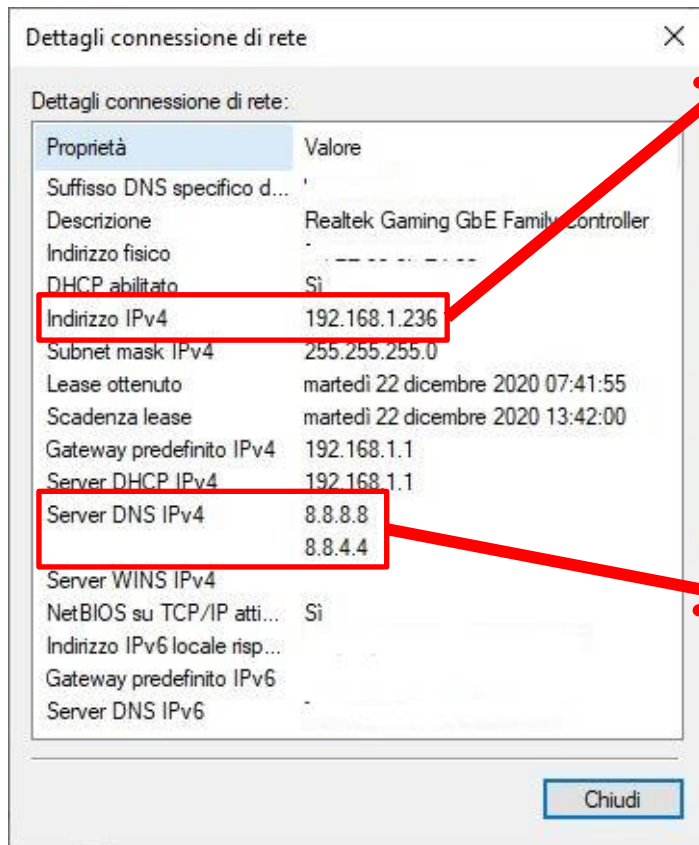 Dettagli connessione di rete
Dettagli connessione di rete:
Proprietà Valore
Suffisso DNS specifico d...
Descrizione Realtek Gaming GbE Family Controller
Indirizzo fisico
DHCP abilitato Sì
Indirizzo IPv4 192.168.1.236
Subnet mask IPv4 255.255.255.0
Lease ottenuto martedì 22 dicembre 2020 07:41:55
Scadenza lease martedì 22 dicembre 2020 13:42:00
Gateway predefinito IPv4 192.168.1.1
Server DHCP IPv4 192.168.1.1
Server DNS IPv4 8.8.8.8
8.8.4.4
Server WINS IPv4
NetBIOS su TCP/IP atti... Sì
Indirizzo IPv6 locale risp...
Gateway predefinito IPv6
Server DNS IPv6
Chiudi